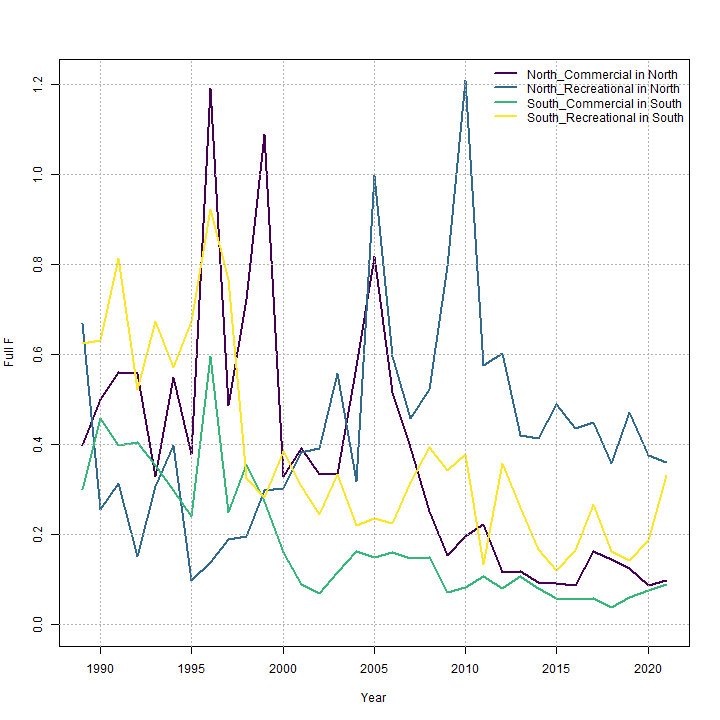 North_Commercial in North
North_Recreational in North
South_Commercial in South
South_Recreational in South
Full F
1.2
1.0
0.8
0.6
0.4
0.2
0.0
1990 1995 2000 2005 2010 2015 2020
Year